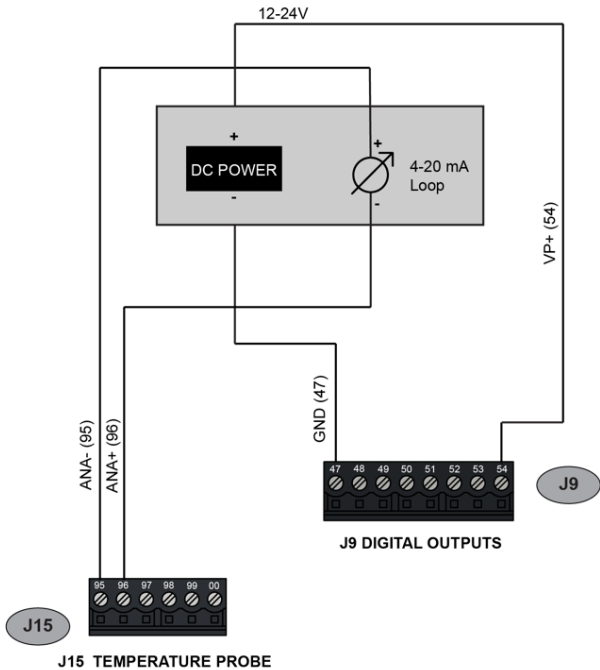 12-24V
+
+
DC POWER
4-20 mA
Loop
-
-
VP+ (54)
GND (47)
ANA- (95)
ANA+ (96)
47 48 49 50 51 52 53 54
J9
J9 DIGITAL OUTPUTS
95 96 97 98 99 00
J15
J15 TEMPERATURE PROBE